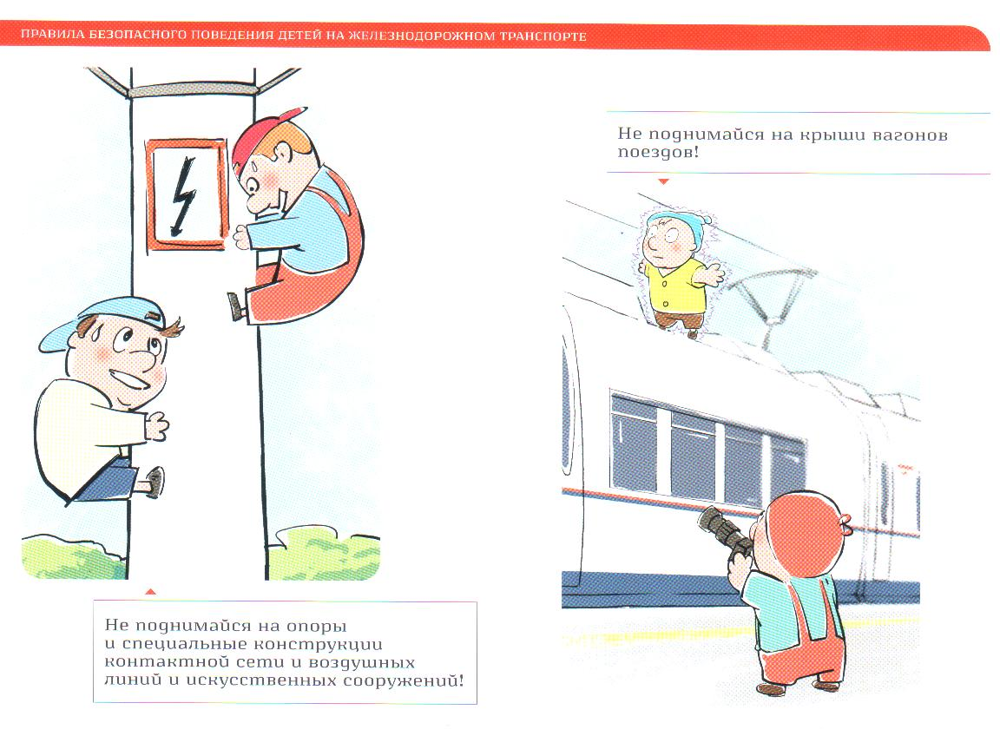 ПРАВИЛА БЕЗОПАСНОГО ПОВЕДЕНИЯ ДЕТЕЙ НА ЖЕЛЕЗНОДОРОЖНОМ ТРАНСПОРТЕ
Не поднимайся на опоры
и специальные конструкции
контактной сети и воздушных
линий и искусственных сооружений!
Не поднимайся на крыши вагонов
поездов!